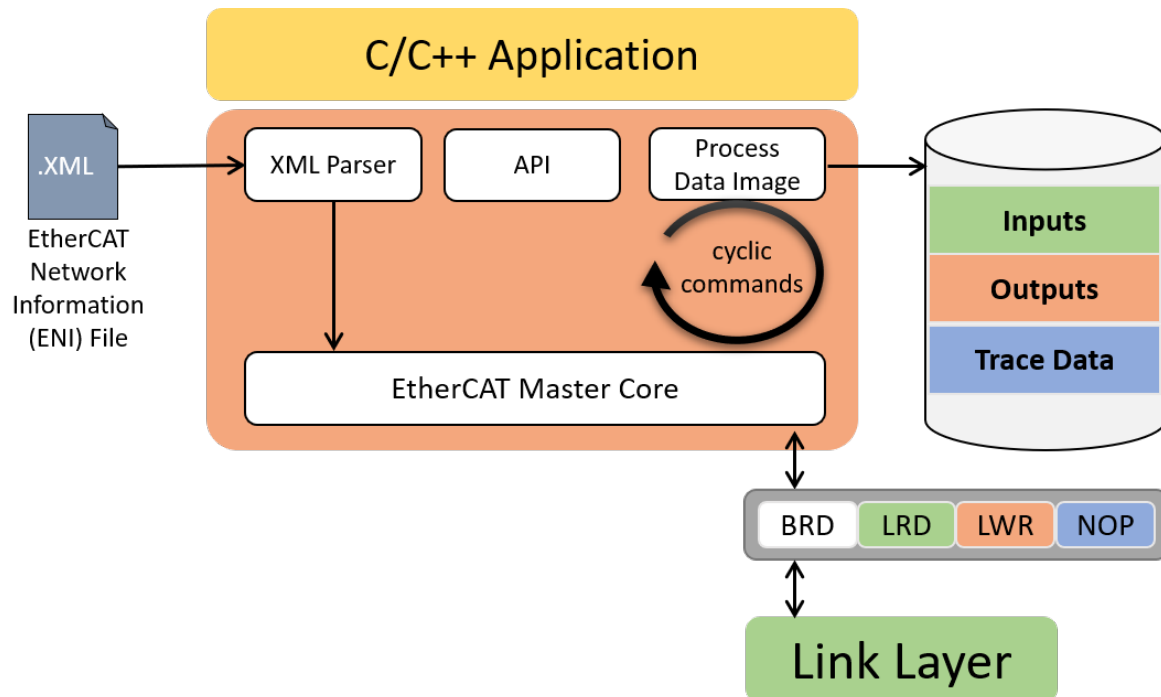 C/C++ Application
.XML
XML Parser
API
Process
Data Image
EtherCAT
Network
Information
(ENI) File
cyclic
commands
EtherCAT Master Core
Inputs
Outputs
Trace Data
BRD
LRD
LWR
NOP
Link Layer